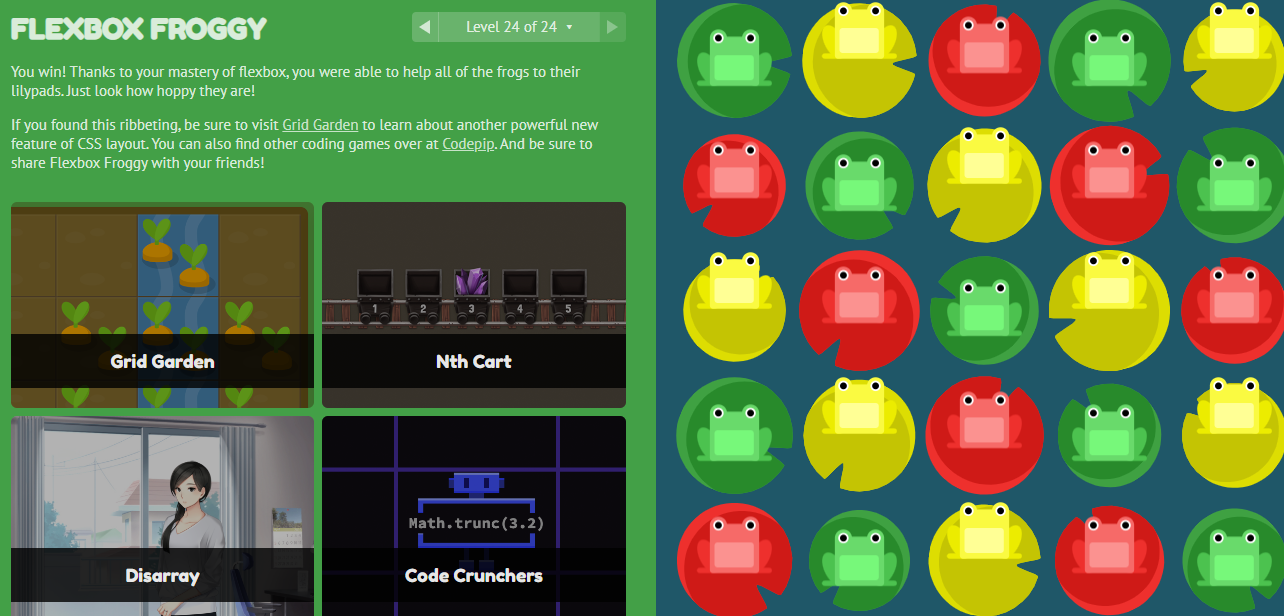 FLEXBOX FROGGY
Level 24 of 24
You win! Thanks to your mastery of flexbox, you were able to help all of the frogs to their
lilypads. Just look how hoppy they are!
If you found this ribbeting, be sure to visit Grid Garden to learn about another powerful new
feature of CSS layout. You can also find other coding games over at Codepip. And be sure to
share Flexbox Froggy with your friends!
1 2 3 4 5
Grid Garden
Nth Cart
Math.trunc(3.2)
Disarray
Code Crunchers